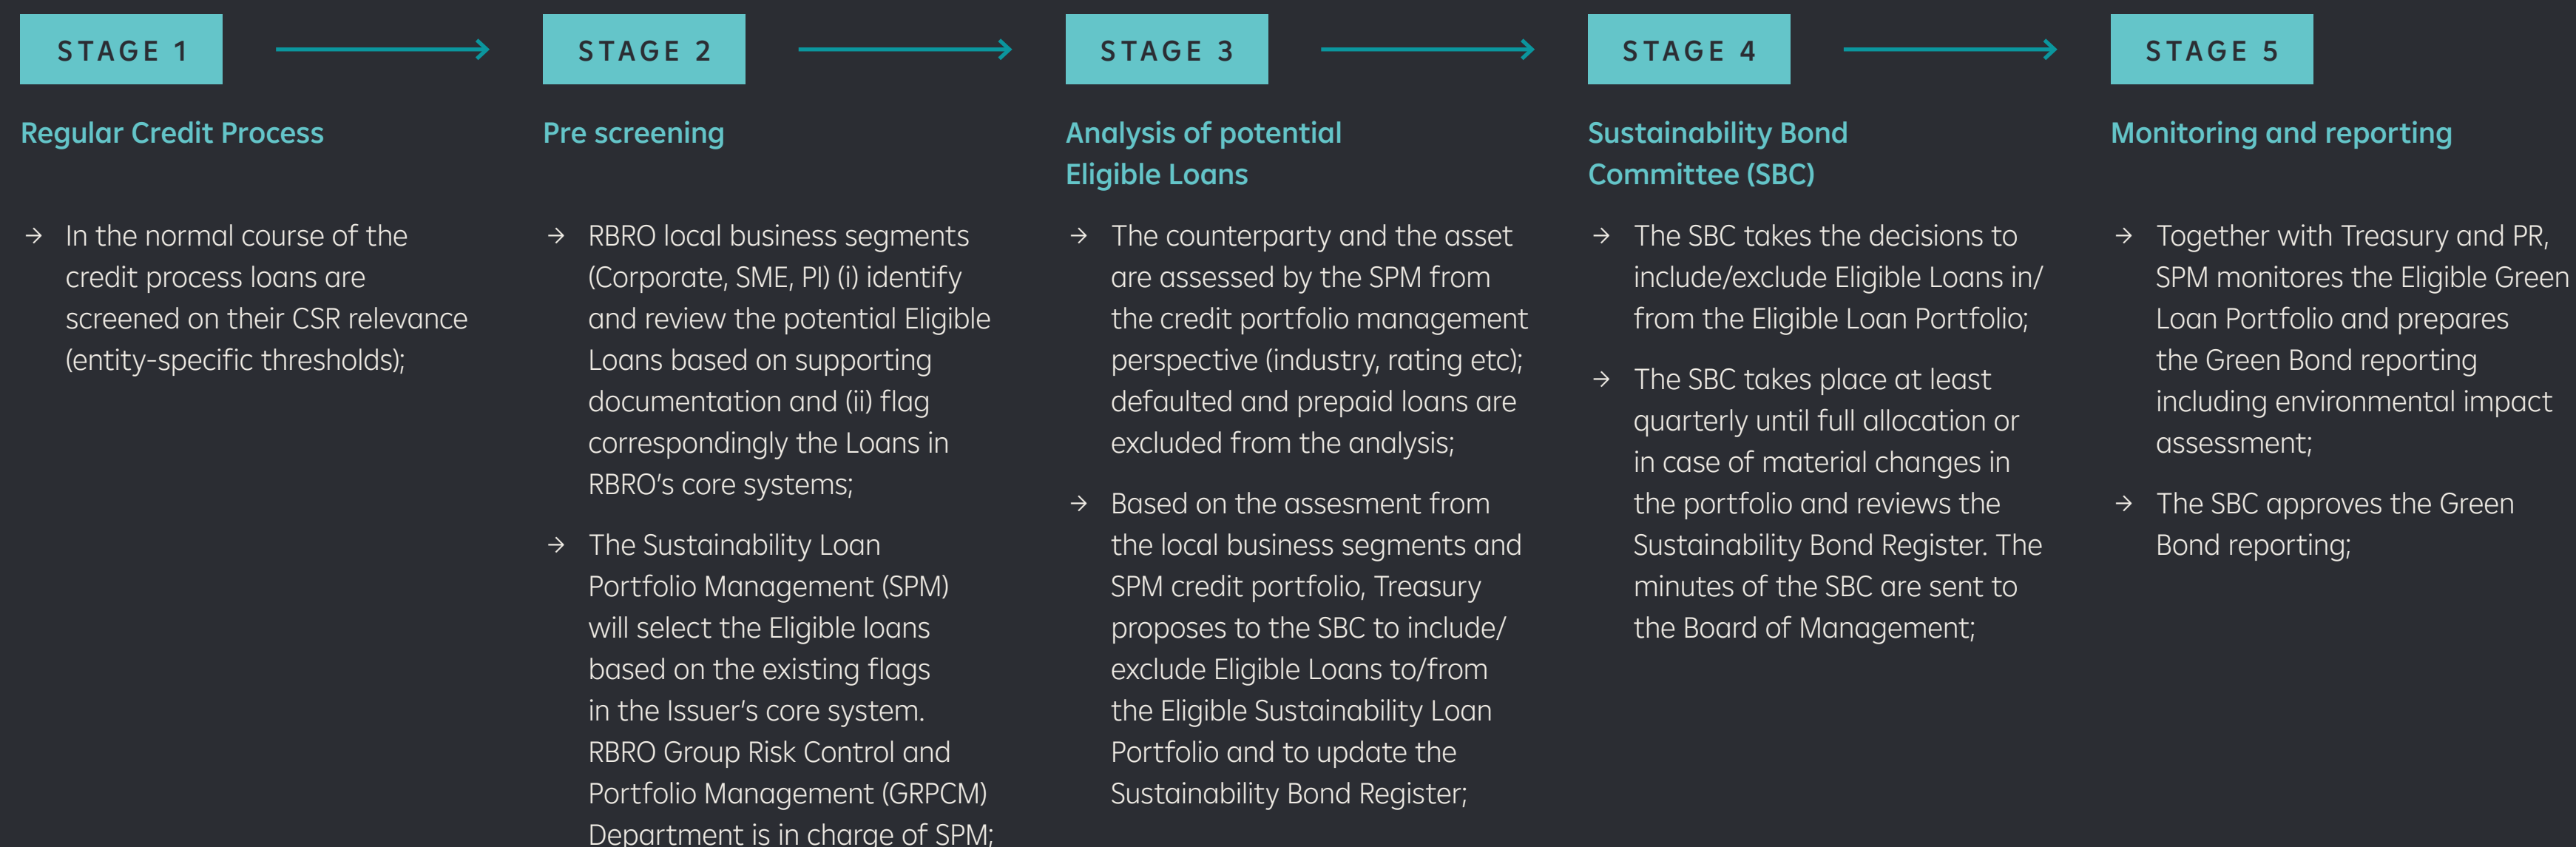 STAGE 1
Regular Credit Process
→ In the normal course of the
credit process loans are
screened on their CSR relevance
(entity-specific thresholds);
STAGE 2
Pre screening
→ RBRO local business segments
(Corporate, SME, PI) (i) identify
and review the potential Eligible
Loans based on supporting
documentation and (ii) flag
correspondingly the Loans in
RBRO's core systems;
→ The Sustainability Loan
Portfolio Management (SPM)
will select the Eligible loans
based on the existing flags
in the Issuer's core system.
RBRO Group Risk Control and
Portfolio Management (GRPCM)
Department is in charge of SPM;
STAGE 3
Analysis of potential
Eligible Loans
→ The counterparty and the asset
are assessed by the SPM from
the credit portfolio management
perspective (industry, rating etc);
defaulted and prepaid loans are
excluded from the analysis;
→ Based on the assesment from
the local business segments and
SPM credit portfolio, Treasury
proposes to the SBC to include/
exclude Eligible Loans to/from
the Eligible Sustainability Loan
Portfolio and to update the
Sustainability Bond Register;
STAGE 4
Sustainability Bond
Committee (SBC)
→ The SBC takes the decisions to
include/exclude Eligible Loans in/
from the Eligible Loan Portfolio;
→ The SBC takes place at least
quarterly until full allocation or
in case of material changes in
the portfolio and reviews the
Sustainability Bond Register. The
minutes of the SBC are sent to
the Board of Management;
STAGE 5
Monitoring and reporting
→ Together with Treasury and PR,
SPM monitores the Eligible Green
Loan Portfolio and prepares
the Green Bond reporting
including environmental impact
assessment;
→ The SBC approves the Green
Bond reporting;